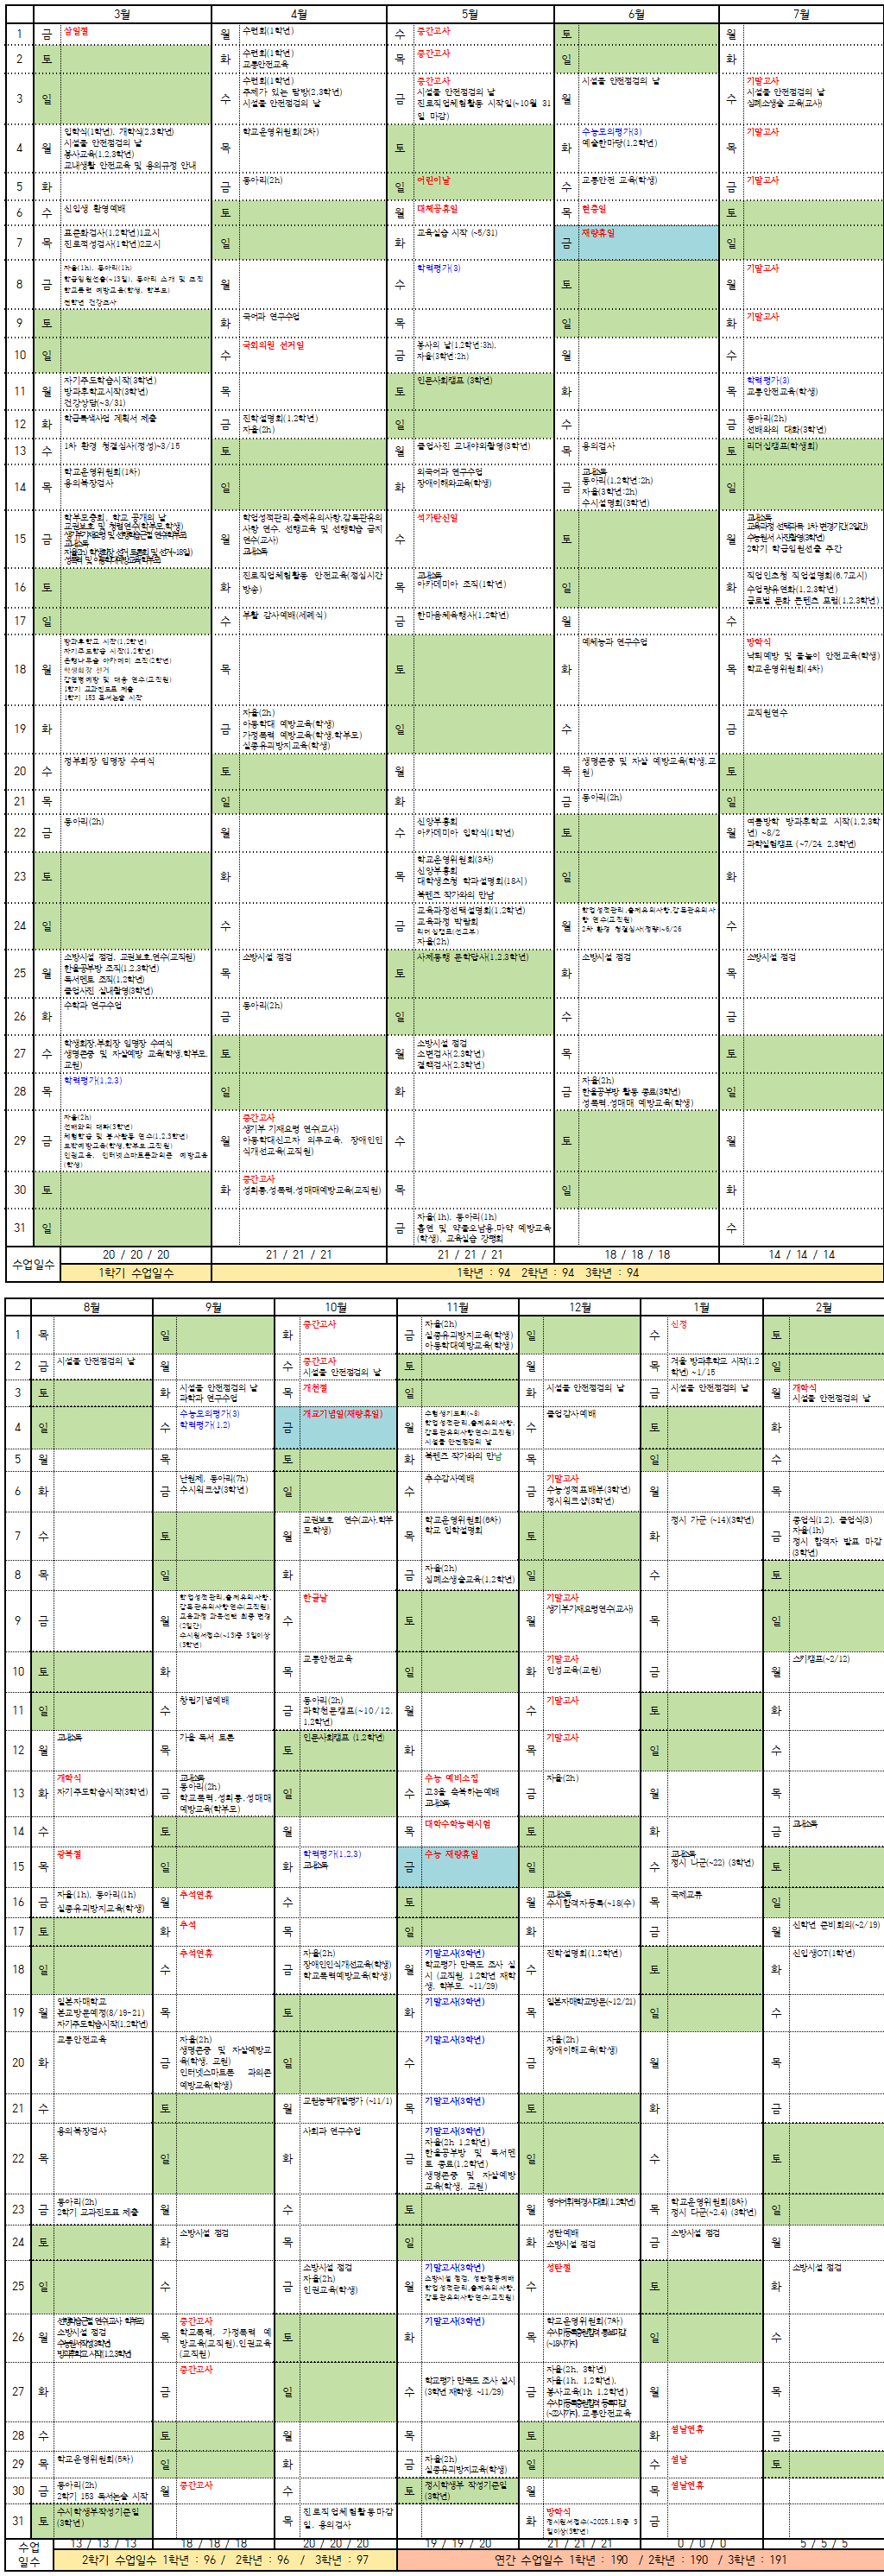 3월 4월 5월 6월 7월
1 금 삼일절 월 수련회(1학년) 수 중간고사 토 월
2 토 화 수련회(1학년) 목 중간고사 일 화
교통안전교육
3 일 수 수련회(1학년) 금 중간고사 월 시설물 안전점검의 날 수 기말고사
주제가 있는 탐방(2,3학년) 시설물 안전점검의 날 시설물 안전점검의 날
시설물 안전점검의 날 진로직업체험활동 시작일(~10월 31일 마감) 심폐소생술 교육(교사)
4 월 입학식(1학년), 개학식(2,3학년) 목 학교운영위원회(2차) 토 화 수능모의평가(3) 목 기말고사
시설물 안전점검의 날 예술한마당(1,2학년)
봉사교육(1,2,3학년)
교내생활 안전교육 및 용의규정 안내
5 화 금 동아리(2h) 일 어린이날 수 교통안전 교육(학생) 금 기말고사
6 수 신입생 환영예배 토 월 대체공휴일 목 현충일 토
7 목 표준화검사(1,2학년)1교시 일 화 교육실습 시작 (~5/31) 금 재량휴일 일
진로적성검사(1학년)2교시
8 금 자율(1h), 동아리(1h) 월 수 학력평가(3) 토 월 기말고사
학급임원선출(~13일), 동아리 소개 및 조직
학교폭력 예방교육(학생, 학부모)
전학년 건강조사
9 토 화 국어과 연구수업 목 일 화 기말고사
10 일 수 국회의원 선거일 금 봉사의 날(1,2학년:3h), 월 수
자율(3학년:2h)
11 월 자기주도학습시작(3학년) 목 토 인문사회캠프 (3학년) 화 목 학력평가(3)
방과후학교시작(3학년) 교통안전교육(학생)
건강상담(~3/31)
12 화 학급특색사업 계획서 제출 금 진학설명회(1,2학년) 일 수 금 동아리(2h)
자율(2h) 선배와의 대화(3학년)
13 수 1차 환경 청결심사(정성)~3/15 토 월 졸업사진 교내야외촬영(3학년) 목 용의검사 토 리더십캠프(학생회)
14 목 학교운영위원회(1차) 일 화 외국어과 연구수업 금 동아리(1,2학년:2h) 일
용의복장검사 장애이해와교육(학생) 자율(3학년:2h)
수시설명회(3학년)
15 금 학부모총회, 학교 공개의 날 월 학업성적관리,출제유의사항,감독관유의사항 연수, 선행교육 및 선행학습 금지 연수(교사) 수 석가탄신일 토 월
2학기 학급임원선출 주간
16 토 화 진로직업체험활동 안전교육(점심시간 방송) 목 아카데미아 조직(1학년) 일 화 직업인초청 직업설명회(6,7교시)
수업량유연화(1,2,3학년)
글로벌 문화 콘텐츠 포럼(1,2,3학년)
17 일 수 부활 감사예배(세례식) 금 한마음체육행사(1,2학년) 월 수
18 월 방과후학교 시작(1,2학년) 목 토 화 예체능과 연구수업 목 방학식
자기주도학습 시작(1,2학년) 낙뢰예방 및 물놀이 안전교육(학생)
은행나무숲 아카데미 조직(2학년) 학교운영위원회(4차)
학생회장 선거
감염병예방 및 대응 연수(교직원)
1학기 교과진도표 제출
1학기 153 독서논술 시작
19 화 금 자율(2h) 일 수 금 교직원연수
아동학대 예방교육(학생)
가정폭력 예방교육(학생,학부모)
실종유괴방지교육(학생)
20 수 정부회장 임명장 수여식 토 월 목 생명존중 및 자살 예방교육(학생,교원) 토
21 목 일 화 금 동아리(2h) 일
22 금 동아리(2h) 월 수 신앙부흥회 토 월 여름방학 방과후학교 시작(1,2,3학년) ~8/2
아카데미아 입학식(1학년) 과학실험캠프 (~7/24, 2,3학년)
23 토 화 목 학교운영위원회(3차) 일 화
신앙부흥회
대학생초청 학과설명회(18시)
북텐츠 작가와의 만남
24 일 수 금 교육과정선택설명회(1,2학년) 월 학업성적관리,출제유의사항,감독관유의사항 연수(교직원) 수
교육과정 박람회 2차 환경 청결심사(정량)~6/26
리더십캠프(선교부)
자율(2h)
25 월 소방시설 점검, 교권보호,연수(교직원) 목 소방시설 점검 토 사제동행 문학답사(1,2,3학년) 화 소방시설 점검 목 소방시설 점검
한울공부방 조직(1,2,3학년)
독서멘토 조직(1,2학년)
졸업사진 실내촬영(3학년)
26 화 수학과 연구수업 금 동아리(2h) 일 수 금
27 수 학생회장,부회장 임명장 수여식 토 월 소방시설 점검 목 토
생명존중 및 자살예방 교육(학생,학부모,교원) 소변검사(2,3학년)
결핵검사(2,3학년)
28 목 학력평가(1,2,3) 일 화 금 자율(2h) 일
한울공부방 활동 종료(3학년)
성폭력,성매매 예방교육(학생)
29 금 자율(2h) 월 중간고사 수 토 월
선배와의 대화(3학년) 생기부 기재요령 연수(교사)
체험학습 및 봉사활동 연수(1,2,3학년) 아동학대신고자 의무교육, 장애인인식개선교육(교직원)
도박예방교육(학생,학부모,교직원)
인권교육, 인터넷스마트폰과의존 예방교육(학생)
30 토 화 중간고사 목 일 화
성희롱,성폭력,성매매예방교육(교직원)
31 일 금 자율(1h), 동아리(1h) 수
흡연 및 약물오남용,마약 예방교육(학생), 교육실습 강평회
수업일수 20 / 20 / 20 21 / 21 / 21 21 / 21 / 21 18 / 18 / 18 14 / 14 / 14
1학기 수업일수 1학년 : 94 2학년 : 94 3학년 : 94
8월 9월 10월 11월 12월 1월 2월
1 목 일 화 중간고사 금 자율(2h) 일 수 신정 토
실종유괴방지교육(학생)
아동학대예방교육(학생)
2 금 시설물 안전점검의 날 월 수 중간고사 토 월 목 겨울 방과후학교 시작(1,2학년) ~1/15 일
시설물 안전점검의 날
3 토 화 시설물 안전점검의 날 목 개천절 일 화 시설물 안전점검의 날 금 시설물 안전점검의 날 월 개학식
과학과 연구수업 시설물 안전점검의 날
4 일 수 수능모의평가(3) 금 개교기념일(재량휴일) 월 수험생기도회(~8) 수 졸업감사예배 토 화
학력평가(1,2) 학업성적관리,출제유의사항,감독관유의사항 연수(교직원)
시설물 안전점검의 날
5 월 목 토 화 북텐츠 작가와의 만남 목 일 수
6 화 금 난원제, 동아리(7h) 일 수 추수감사예배 금 기말고사 월 목
수시워크샵(3학년) 수능성적표배부(3학년)
정시워크샵(3학년)
7 수 토 월 교권보호 연수(교사,학부모,학생) 목 학교운영위원회(6차) 토 화 정시 가군 (~14)(3학년) 금 종업식(1,2), 졸업식(3)
학교 입학설명회 자율(1h)
정시 합격자 발표 마감(3학년)
8 목 일 화 금 자율(2h) 일 수 토
심폐소생술교육(1,2학년)
9 금 월 학업성적관리,출제유의사항,감독관유의사항 연수(교직원) 수 한글날 토 월 기말고사 목 일
교육과정 과목선택 최종 변경(2일간) 생기부기재요령연수(교사)
수시원서접수(~13)중 3일이상(3학년)
10 토 화 목 교통안전교육 일 화 기말고사 금 월 스키캠프(~2/12)
인성교육(교원)
11 일 수 창립기념예배 금 동아리(2h) 월 수 기말고사 토 화
과학천문캠프(~10/12, 1,2학년)
12 월 목 가을 독서 토론 토 인문사회캠프 (1,2학년) 화 목 기말고사 일 수
13 화 개학식 금 동아리(2h) 일 수 수능 예비소집 금 자율(2h) 월 목
자기주도학습시작(3학년) 학교폭력,성희롱,성매매 예방교육(학부모) 고3을 축복하는예배
14 수 토 월 목 대학수학능력시험 토 화 금
15 목 광복절 일 화 학력평가(1,2,3) 금 수능 재량휴일 일 수 정시 나군(~22) (3학년) 토
16 금 자율(1h), 동아리(1h) 월 추석연휴 수 토 월 수시합격자등록(~18(수) 목 국제교류 일
실종유괴방지교육(학생)
17 토 화 추석 목 일 화 금 월 신학년 준비회의(~2/19)
18 일 수 추석연휴 금 자율(2h) 월 기말고사(3학년) 수 진학설명회(1,2학년) 토 화 신입생OT(1학년)
장애인인식개선교육(학생) 학교평가 만족도 조사 실시 (교직원, 1,2학년 재학생, 학부모, ~11/29)
학교폭력예방교육(학생)
19 월 일본자매학교 목 토 화 기말고사(3학년) 목 일본자매학교방문(~12/21) 일 수
본교방문예정(8/19~21)
자기주도학습시작(1,2학년)
20 화 교통안전교육 금 자율(2h) 일 수 기말고사(3학년) 금 자율(2h) 월 목
생명존중 및 자살예방교육(학생, 교원) 장애이해교육(학생)
인터넷스마트폰 과의존 예방교육(학생)
21 수 토 월 교원능력개발평가 (~11/1) 목 기말고사(3학년) 토 화 금
22 목 용의복장검사 일 화 사회과 연구수업 금 기말고사(3학년) 일 수 토
자율(2h 1,2학년)
한울공부방 및 독서멘토 종료(1,2학년)
생명존중 및 자살예방교육(학생, 교원)
23 금 동아리(2h) 월 수 토 월 영어어휘력경시대회(1,2학년) 목 학교운영위원회(8차) 일
2학기 교과진도표 제출 정시 다군(~2.4) (3학년)
24 토 화 소방시설 점검 목 일 화 성탄예배 금 소방시설 점검 월
소방시설 점검
25 일 수 금 소방시설 점검 월 기말고사(3학년) 수 성탄절 토 화 소방시설 점검
자율(2h) 소방시설 점검, 성탄점등예배
인권교육(학생) 학업성적관리,출제유의사항,감독관유의사항 연수(교직원)
26 월 소방시설 점검 목 중간고사 토 화 기말고사(3학년) 목 학교운영위원회(7차) 일 수
학교폭력, 가정폭력 예방교육(교직원),인권교육(교직원)
27 화 금 중간고사 일 수 학교평가 만족도 조사 실시(3학년 재학생, ~11/29) 금 자율(2h, 3학년) 월 목
자율(1h, 1,2학년),
봉사교육(1h, 1,2학년)
교통안전교육
28 수 토 월 목 토 화 설날연휴 금
29 목 학교운영위원회(5차) 일 화 금 자율(2h) 일 수 설날 토
실종유괴방지교육(학생)
30 금 동아리(2h) 월 중간고사 수 토 정시학생부 작성기준일(3학년) 월 목 설날연휴
2학기 153 독서논술 시작
31 토 수시학생부작성기준일(3학년) 목 진로직업체험활동마감일, 용의검사 화 방학식 금
정시원서접수(~2025.1.3)중 3일이상(3학년)
수업일수 13 / 13 / 13 18 / 18 / 18 20 / 20 / 20 19 / 19 / 20 21 / 21 / 21 0 / 0 / 0 5 / 5 / 5
2학기 수업일수 1학년 : 96 / 2학년 : 96 / 3학년 : 97 연간 수업일수 1학년 : 190 / 2학년 : 190 / 3학년 : 191